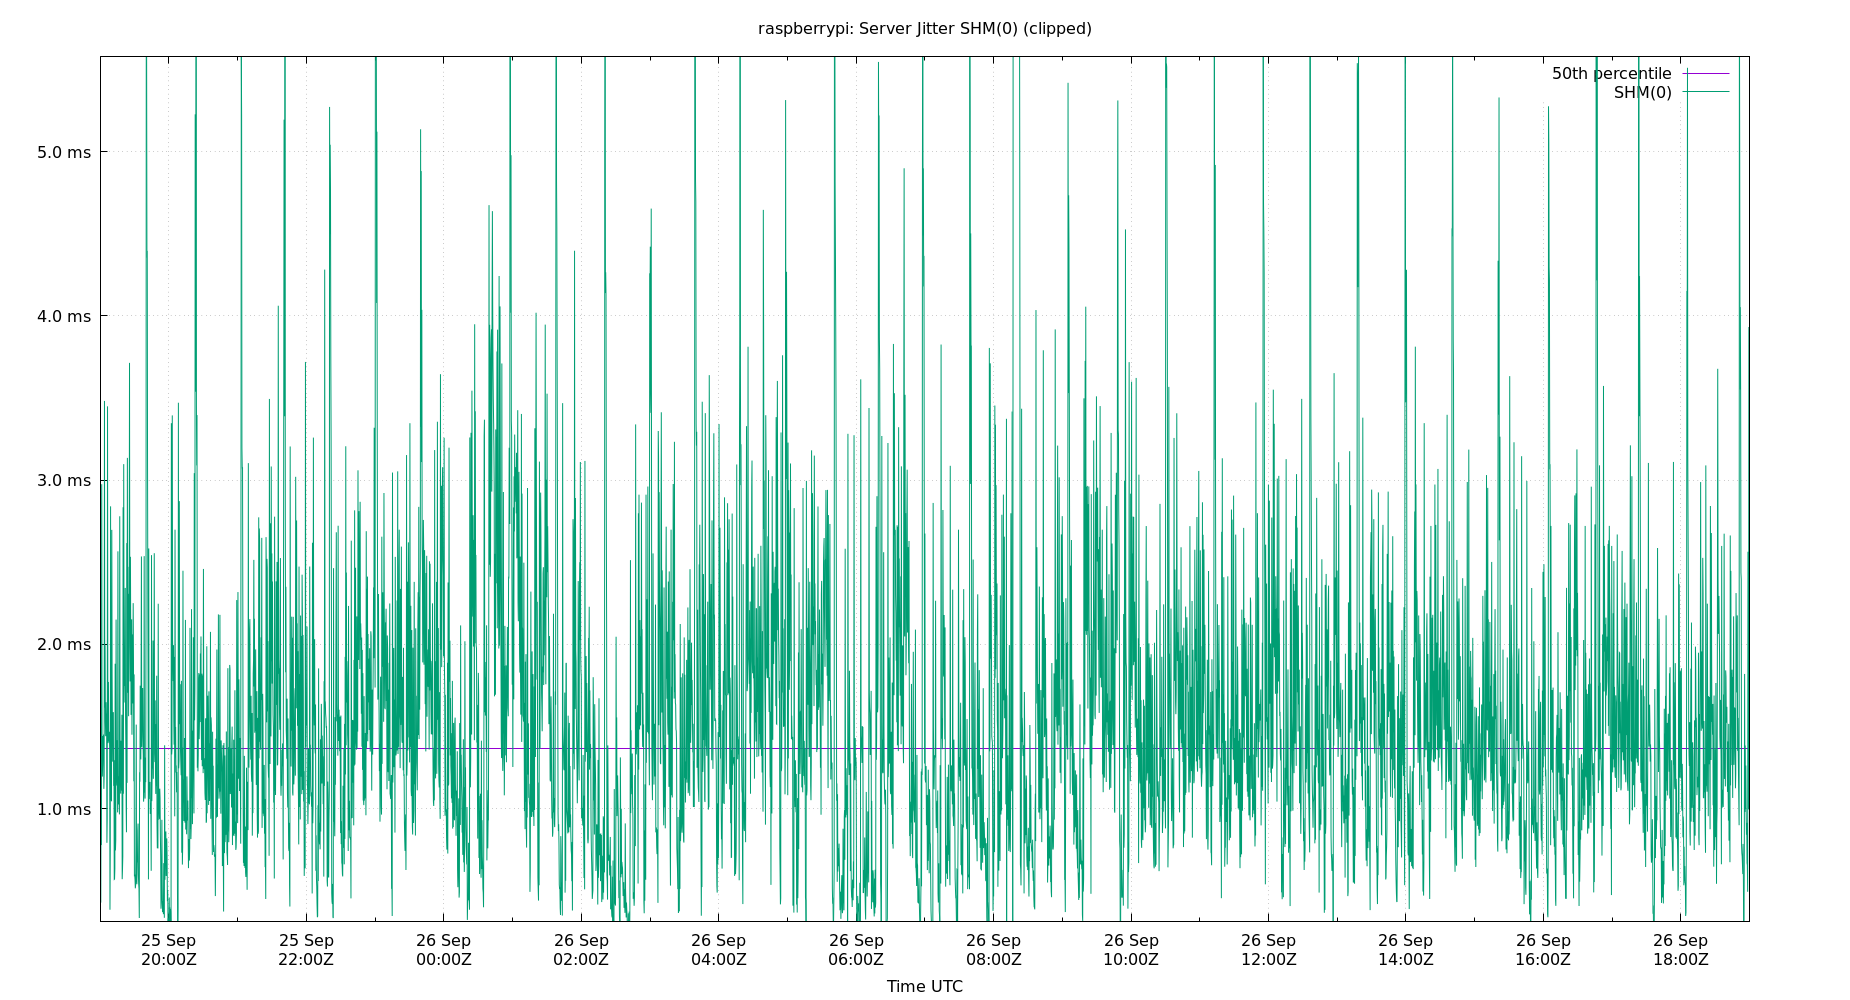 raspberrypi: Server Jitter SHM(0) (clipped)
50th percentile
SHM(0)
5.0 ms
4.0 ms
3.0 ms
2.0 ms
1.0 ms
25 Sep 25 Sep 26 Sep 26 Sep 26 Sep 26 Sep 26 Sep 26 Sep 26 Sep 26 Sep 26 Sep 26 Sep
20:00Z 22:00Z 00:00Z 02:00Z 04:00Z 06:00Z 08:00Z 10:00Z 12:00Z 14:00Z 16:00Z 18:00Z
Time UTC